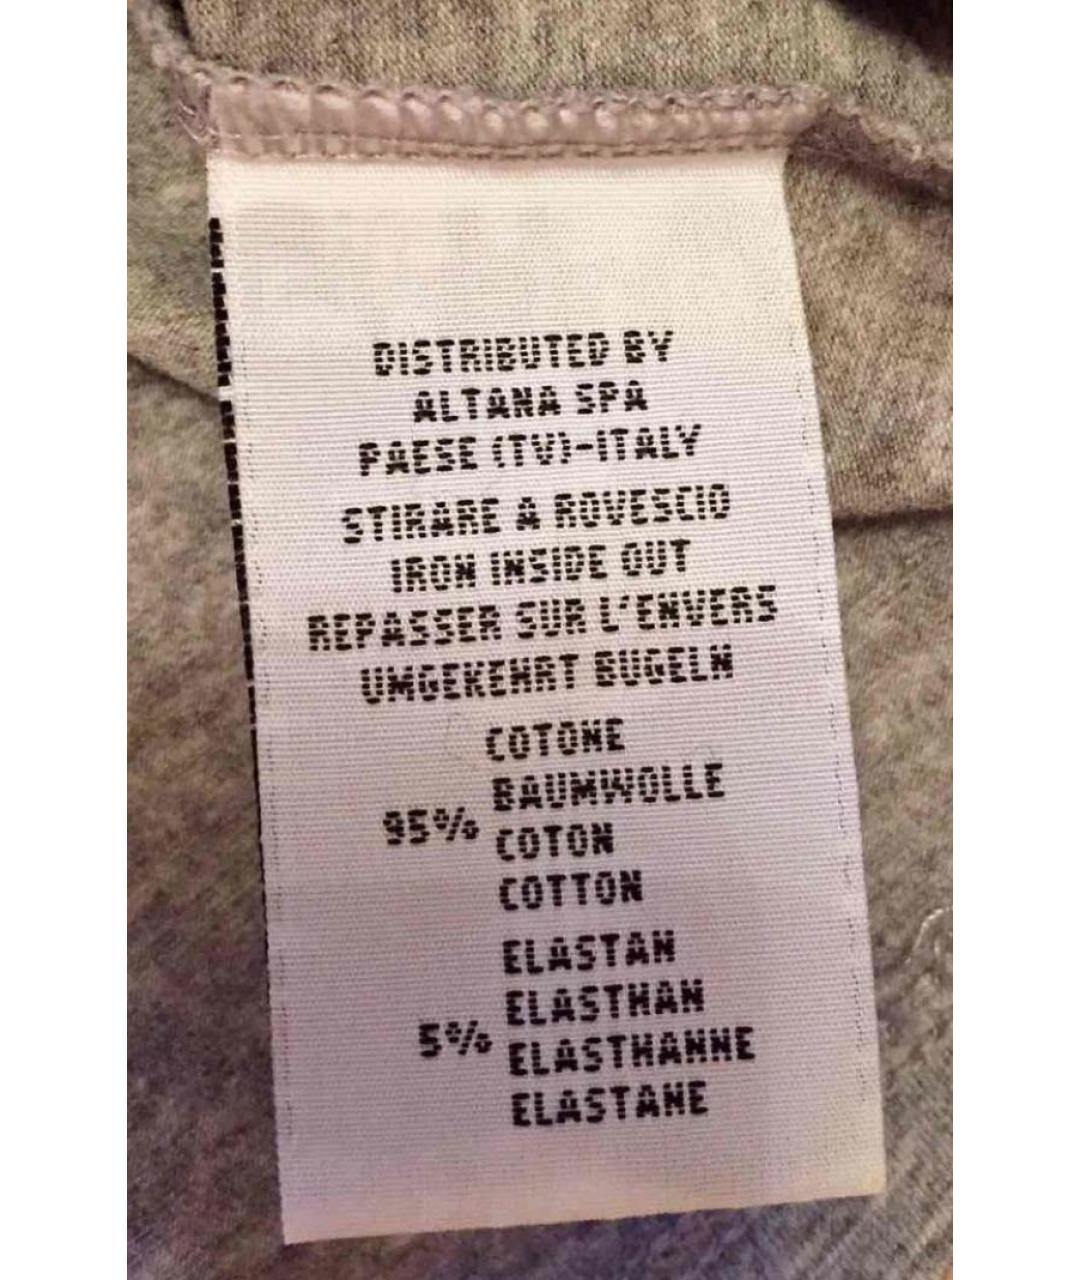 DISTRIBUTED BY
ALTANA SPA
PAESE (TV)-ITALY
STIRARE A ROVESCIO
IRON INSIDE OUT
REPASSER SUR L'ENVERS
UMGEKEHRT BUGELN
COTONE
BAUMWOLLE
95% COTON
COTTON
ELASTAN
ELASTHAN
5% ELASTHANNE
ELASTANE